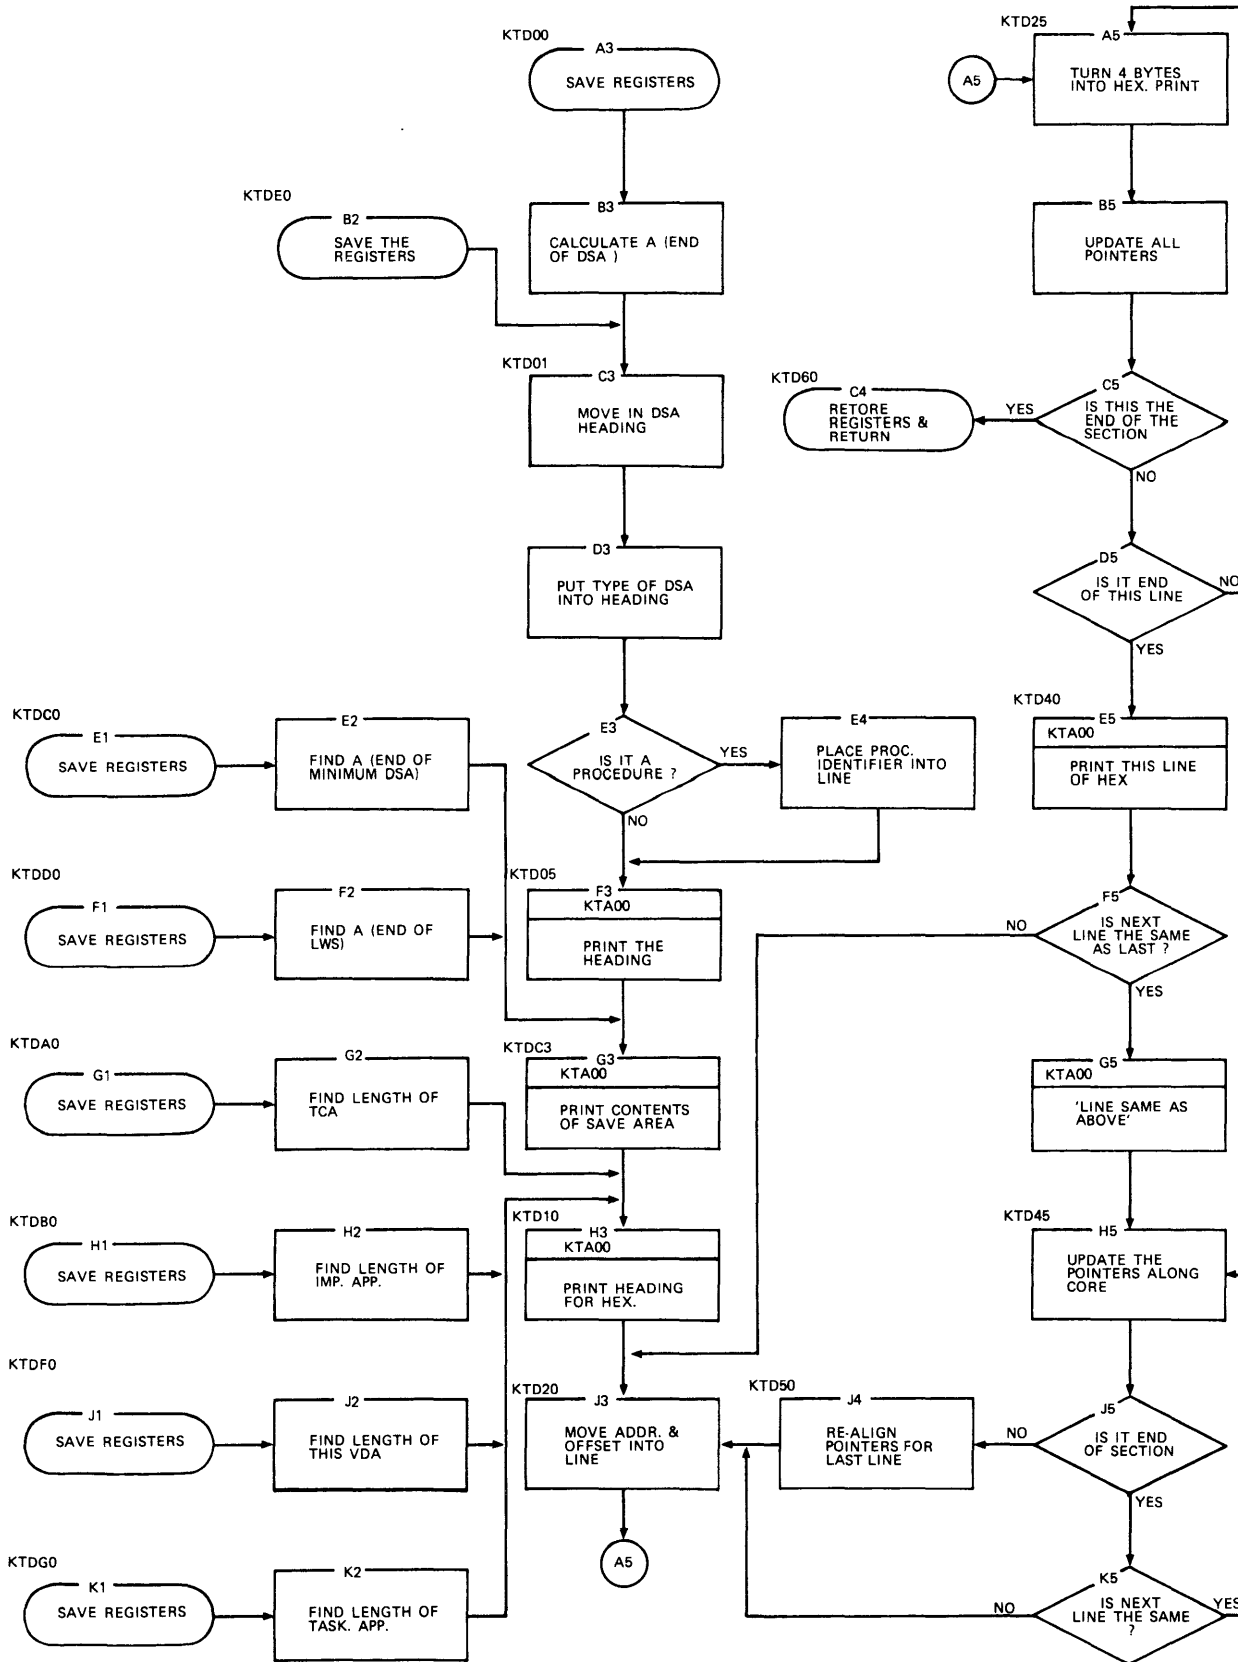 KTD00
A3
SAVE REGISTERS
KTDE0
B2
SAVE THE
REGISTERS
B3
CALCULATE A (END
OF DSA )
KTD01
C3
MOVE IN DSA
HEADING
D3
PUT TYPE OF DSA
INTO HEADING
KTDC0
E1
SAVE REGISTERS
E2
FIND A (END OF
MINIMUM DSA)
E3
IS IT A
PROCEDURE ?
YES
NO
E4
PLACE PROC.
IDENTIFIER INTO
LINE
KTDD0
F1
SAVE REGISTERS
F2
FIND A (END OF
LWS)
KTD05
F3
KTA00
PRINT THE
HEADING
KTDA0
G1
SAVE REGISTERS
G2
FIND LENGTH OF
TCA
KTDC3
G3
KTA00
PRINT CONTENTS
OF SAVE AREA
KTDB0
H1
SAVE REGISTERS
H2
FIND LENGTH OF
IMP. APP.
KTD10
H3
KTA00
PRINT HEADING
FOR HEX.
KTDF0
J1
SAVE REGISTERS
J2
FIND LENGTH OF
THIS VDA
KTD20
J3
MOVE ADDR. &
OFFSET INTO
LINE
A5
KTDG0
K1
SAVE REGISTERS
K2
FIND LENGTH OF
TASK. APP.
KTD25
A5
A5
TURN 4 BYTES
INTO HEX. PRINT
B5
UPDATE ALL
POINTERS
KTD60
C4
RETORE
REGISTERS &
RETURN
YES
C5
IS THIS THE
END OF THE
SECTION
NO
D5
IS IT END
OF THIS LINE
NO
YES
KTD40
E5
KTA00
PRINT THIS LINE
OF HEX
F5
IS NEXT
LINE THE SAME
AS LAST ?
NO
YES
G5
KTA00
'LINE SAME AS
ABOVE'
KTD45
H5
UPDATE THE
POINTERS ALONG
CORE
KTD50
J4
RE-ALIGN
POINTERS FOR
LAST LINE
NO
J5
IS IT END
OF SECTION
YES
K5
IS NEXT
LINE THE SAME
?
NO
YES